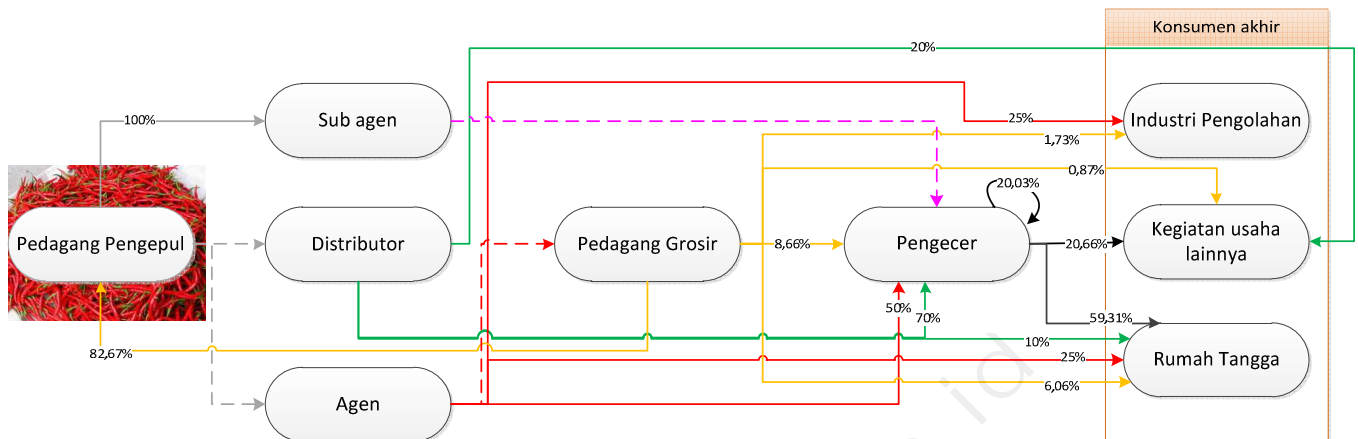 Konsumen akhir
20%
100%
Sub agen
25%
Industri Pengolahan
1,73%
0,87%
20,03%
Pedagang Pengepul
Distributor
Pedagang Grosir
8,66%
Pengecer
20,66%
Kegiatan usaha
lainnya
50%
70%
59,31%
82,67%
10%
25%
Rumah Tangga
6,06%
Agen
id